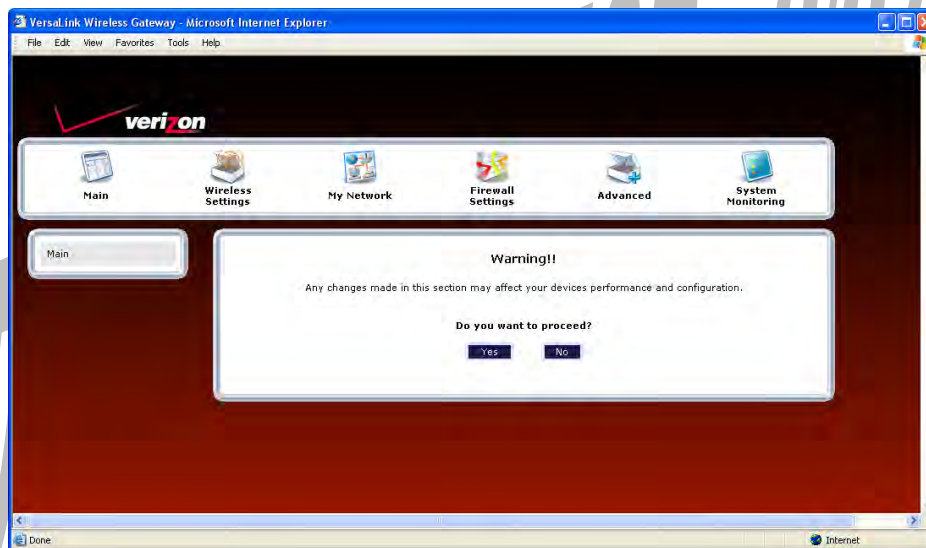 VersaLink Wireless Gateway - Microsoft Internet Explorer
File Edit View Favorites Tools Help
verizon
Main
Wireless Settings
My Network
Firewall Settings
Advanced
System Monitoring
Main
Warning!!
Any changes made in this section may affect your devices performance and configuration.
Do you want to proceed?
Yes No
Done
Internet